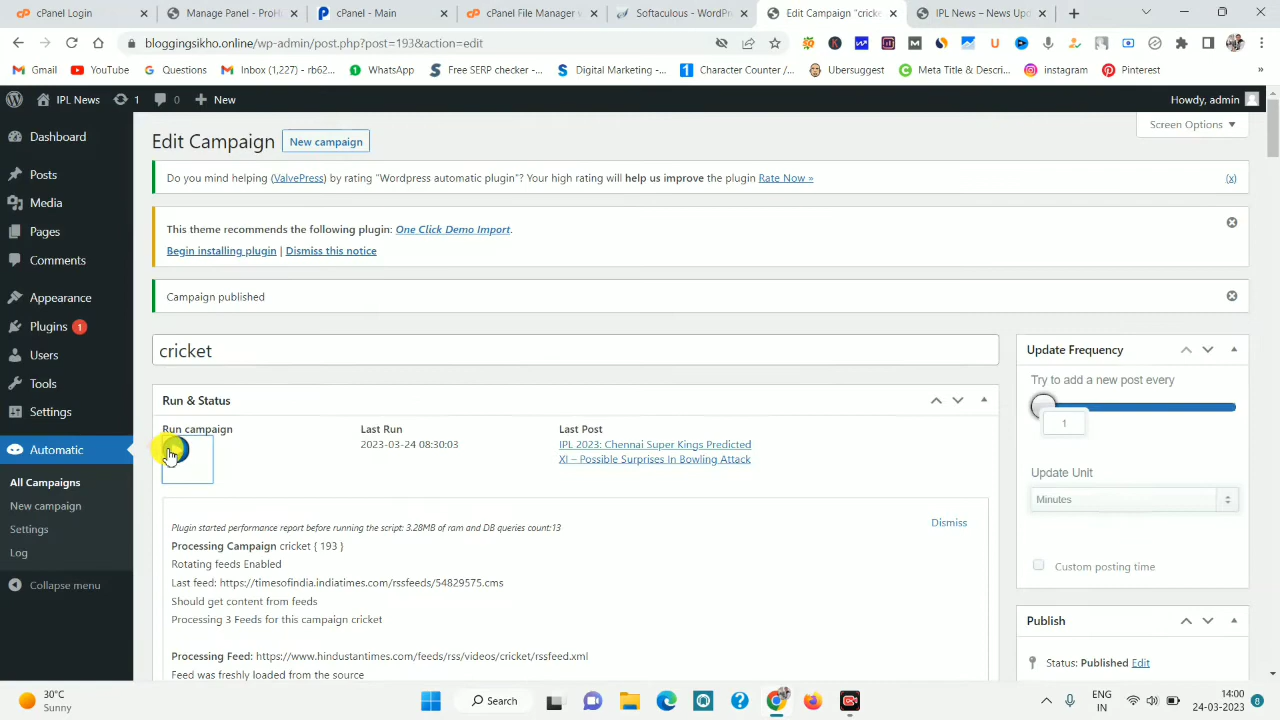 cPanel Login
Manage Panel - ProHo
cPanel - Main
cPanel File Manager v
Softaculous - WordPre
Edit Campaign "cricke
IPL News – News Upd
bloggingsikho.online/wp-admin/post.php?post=193&action=edit
Gmail
YouTube
Questions
Inbox (1,227) - rb62...
WhatsApp
Free SERP checker -...
Digital Marketing -...
Character Counter /...
Ubersuggest
Meta Title & Descri...
instagram
Pinterest
»
IPL News
1
0
New
Howdy, admin
Dashboard
Posts
Media
Pages
Comments
Appearance
Plugins 1
Users
Tools
Settings
Automatic
All Campaigns
New campaign
Settings
Log
Collapse menu
Screen Options
Edit Campaign
New campaign
Do you mind helping (ValvePress) by rating "Wordpress automatic plugin"? Your high rating will help us improve the plugin Rate Now »
(x)
This theme recommends the following plugin: One Click Demo Import.
Begin installing plugin | Dismiss this notice
Campaign published
cricket
Run & Status
Run campaign
Last Run
2023-03-24 08:30:03
Last Post
IPL 2023: Chennai Super Kings Predicted
XI – Possible Surprises In Bowling Attack
Plugin started performance report before running the script: 3.28MB of ram and DB queries count:13
Dismiss
Processing Campaign cricket { 193 }
Rotating feeds Enabled
Last feed: https://timesofindia.indiatimes.com/rssfeeds/54829575.cms
Should get content from feeds
Processing 3 Feeds for this campaign cricket
Processing Feed: https://www.hindustantimes.com/feeds/rss/videos/cricket/rssfeed.xml
Feed was freshly loaded from the source
Update Frequency
Try to add a new post every
1
Update Unit
Minutes
Custom posting time
Publish
Status: Published Edit
30°C
Sunny
Search
ENG
IN
14:00
24-03-2023
8